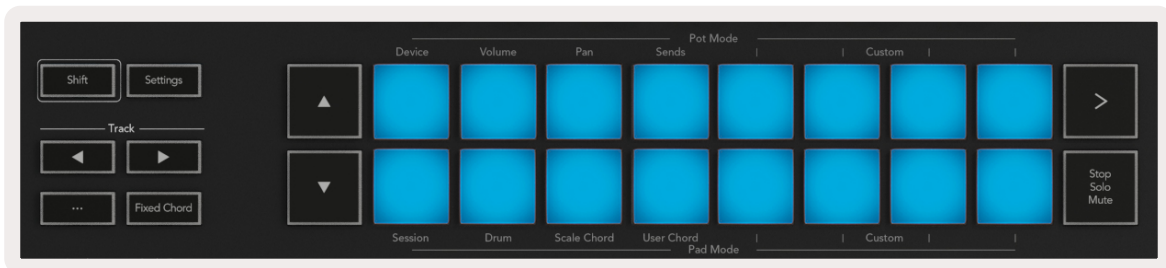 Pot Mode
Device Volume Pan Sends Custom
Shift Settings
Track
... Fixed Chord
Stop
Solo
Mute
Session Drum Scale Chord User Chord Custom
Pad Mode